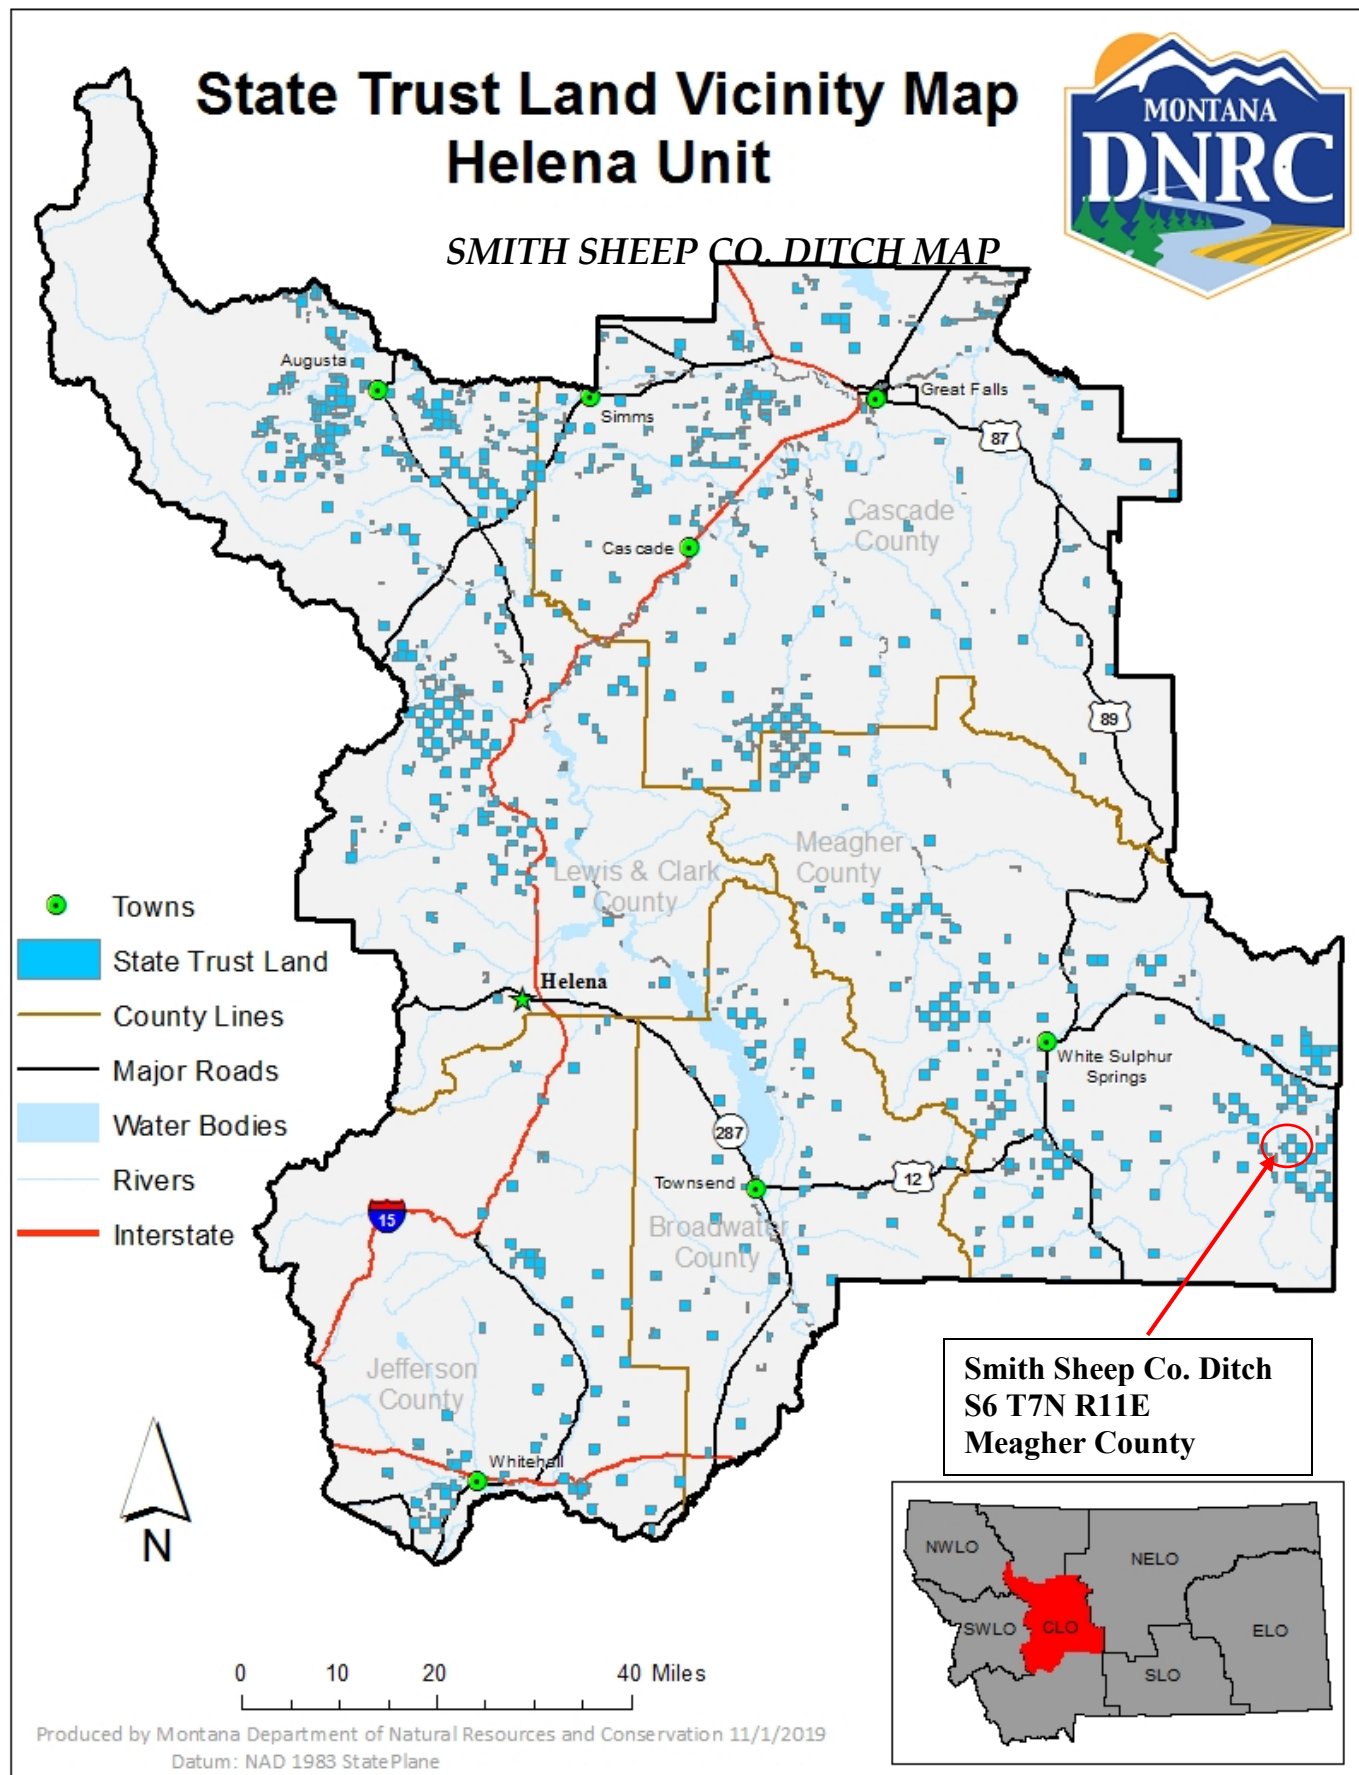 State Trust Land Vicinity Map
Helena Unit
MONTANA
DNRC
SMITH SHEEP CO. DITCH MAP
Augusta
Simms
Great Falls
87
Cascade
County
Cascade
89
Meagher
County
Lewis & Clark
County
Towns
State Trust Land
County Lines
Major Roads
Water Bodies
Rivers
Interstate
Helena
White Sulphur
Springs
287
12
Townsend
Broadwater
County
15
Jefferson
County
Whitehall
Smith Sheep Co. Ditch
S6 T7N R11E
Meagher County
N
NWLO
NELO
SWLO
CLO
ELO
SLO
0 10 20 40 Miles
Produced by Montana Department of Natural Resources and Conservation 11/1/2019
Datum: NAD 1983 StatePlane